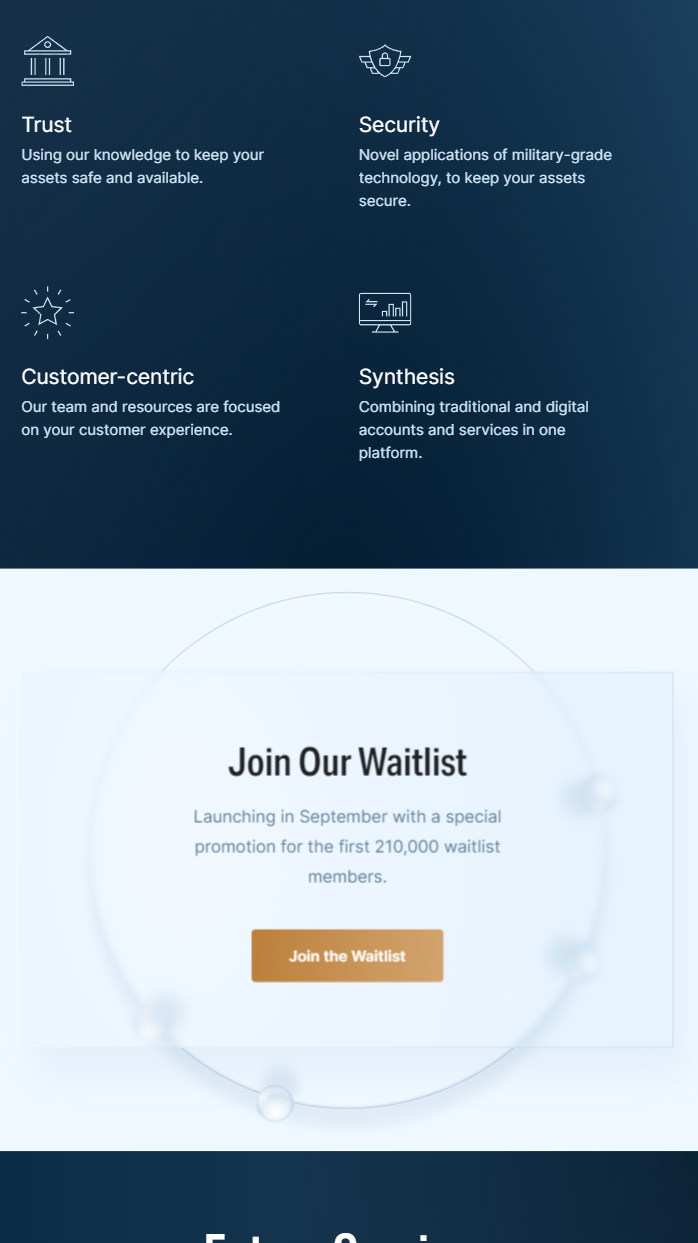 Trust
Using our knowledge to keep your
assets safe and available.
Security
Novel applications of military-grade
technology, to keep your assets
secure.
Customer-centric
Our team and resources are focused
on your customer experience.
Synthesis
Combining traditional and digital
accounts and services in one
platform.
Join Our Waitlist
Launching in September with a special
promotion for the first 210,000 waitlist
members.
Join the Waitlist